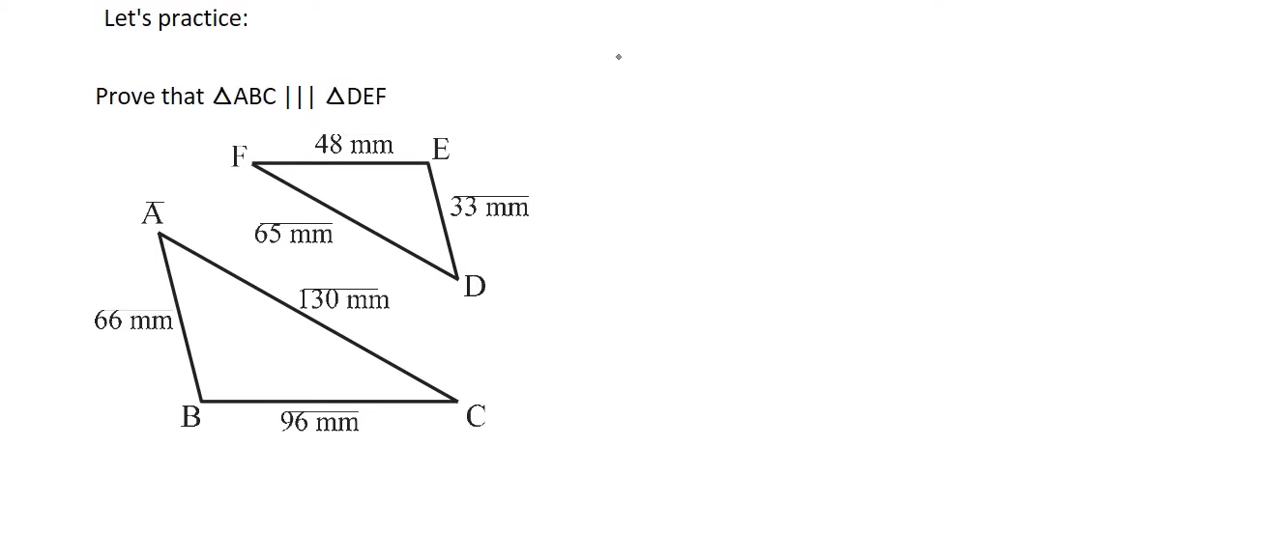 Let's practice:
Prove that △ABC ||| △DEF
48 mm
F
E
33 mm
A
65 mm
D
130 mm
66 mm
B
96 mm
C